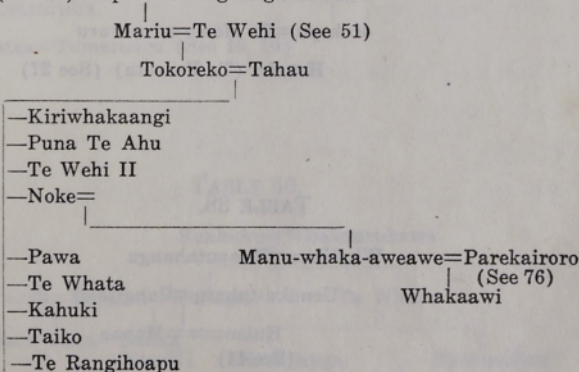 Mariu=Te Wehi (See 51)
Tokoreko=Tahau
—Kiriwhakaangi
—Puna Te Ahu
—Te Wehi II
—Noke=
—Pawa Manu-whaka-aweawe=Parekairoro
—Te Whata (See 76)
—Kahuki Whakaawi
—Taiko
—Te Rangihoapu